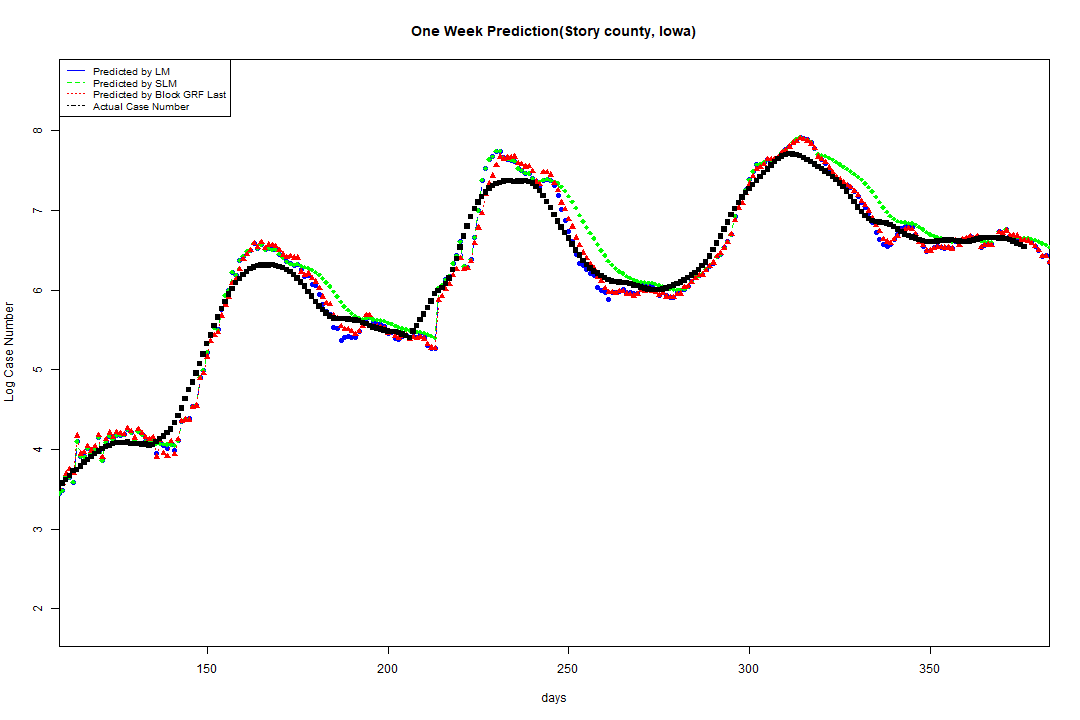 One Week Prediction(Story county, Iowa)
Predicted by LM
Predicted by SLM
Predicted by Block GRF Last
Actual Case Number
Log Case Number
8
7
6
5
4
3
2
150 200 250 300 350
days